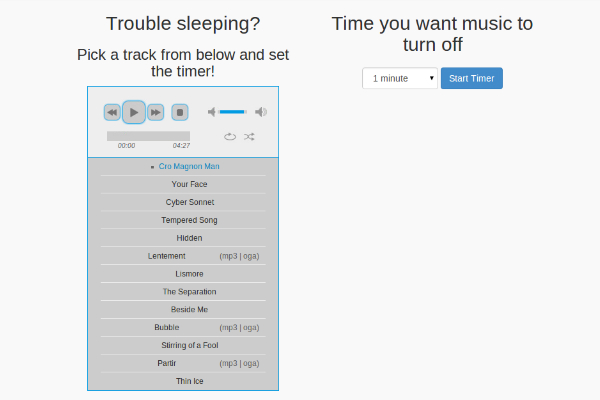 Trouble sleeping?
Pick a track from below and set
the timer!
00:00 04:27
Cro Magnon Man
Your Face
Cyber Sonnet
Tempered Song
Hidden
Lentement (mp3 | oga)
Lismore
The Separation
Beside Me
Bubble (mp3 | oga)
Stirring of a Fool
Partir (mp3 | oga)
Thin Ice
Time you want music to
turn off
1 minute Start Timer